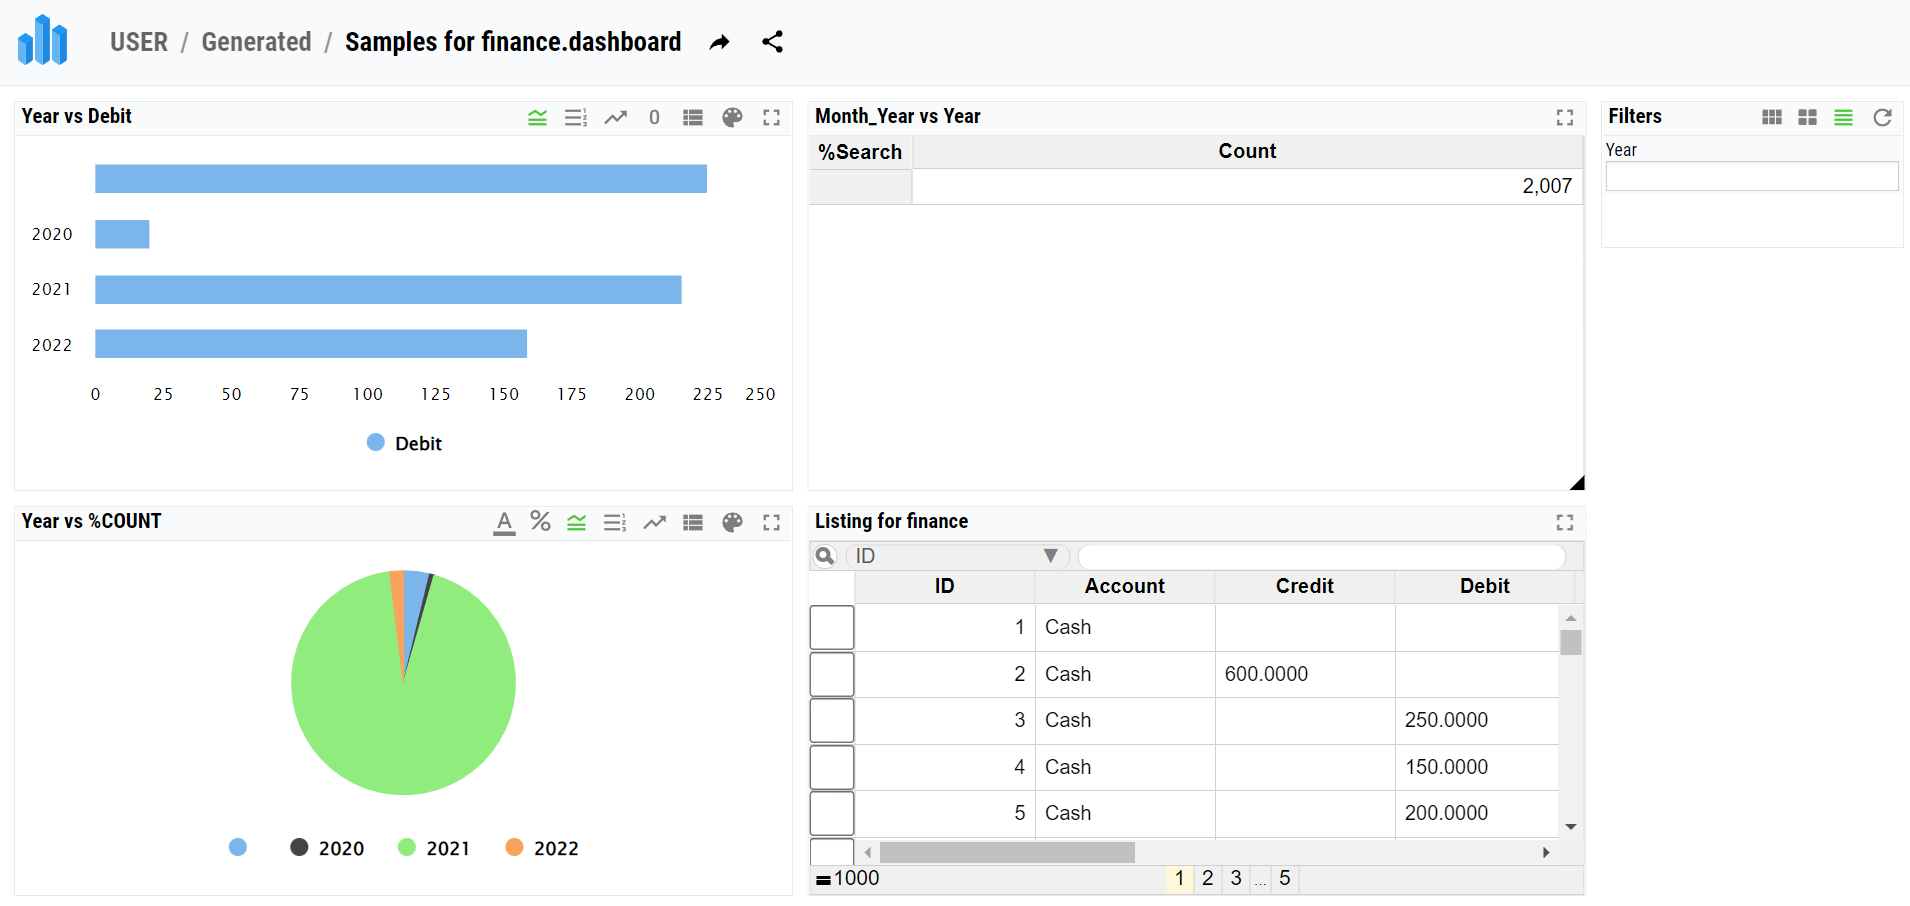 USER / Generated / Samples for finance.dashboard
Year vs Debit
0
2020
2021
2022
0 25 50 75 100 125 150 175 200 225 250
Debit
Month_Year vs Year
%Search Count
2,007
Filters
Year
Year vs %COUNT
A %
2020 2021 2022
Listing for finance
ID
ID Account Credit Debit
1 Cash
2 Cash 600.0000
3 Cash 250.0000
4 Cash 150.0000
5 Cash 200.0000
1000 1 2 3 ... 5